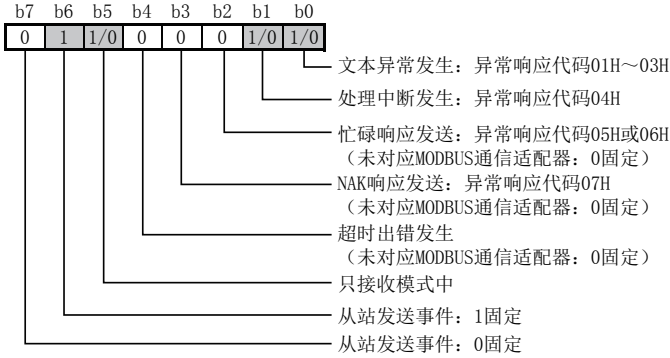 b7 b6 b5 b4 b3 b2 b1 b0
0 1 1/0 0 0 0 1/0 1/0
文本异常发生：异常响应代码01H～03H
处理中断发生：异常响应代码04H
忙碌响应发送：异常响应代码05H或06H
（未对应MODBUS通信适配器：0固定）
NAK响应发送：异常响应代码07H
（未对应MODBUS通信适配器：0固定）
超时出错发生
（未对应MODBUS通信适配器：0固定）
只接收模式中
从站发送事件：1固定
从站发送事件：0固定